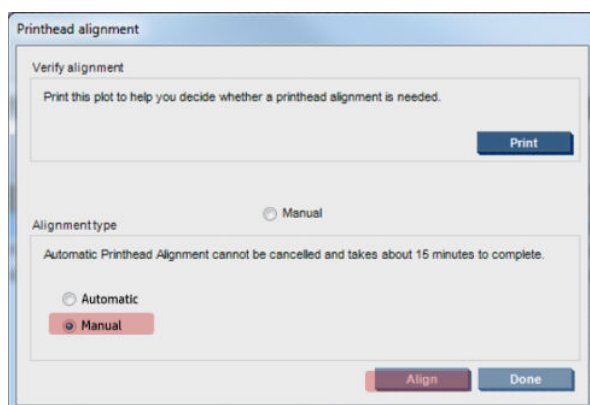 Printhead alignment
Verify alignment
Print this plot to help you decide whether a printhead alignment is needed.
Print
Manual
Alignment type
Automatic Printhead Alignment cannot be cancelled and takes about 15 minutes to complete.
Automatic
Manual
Align Done